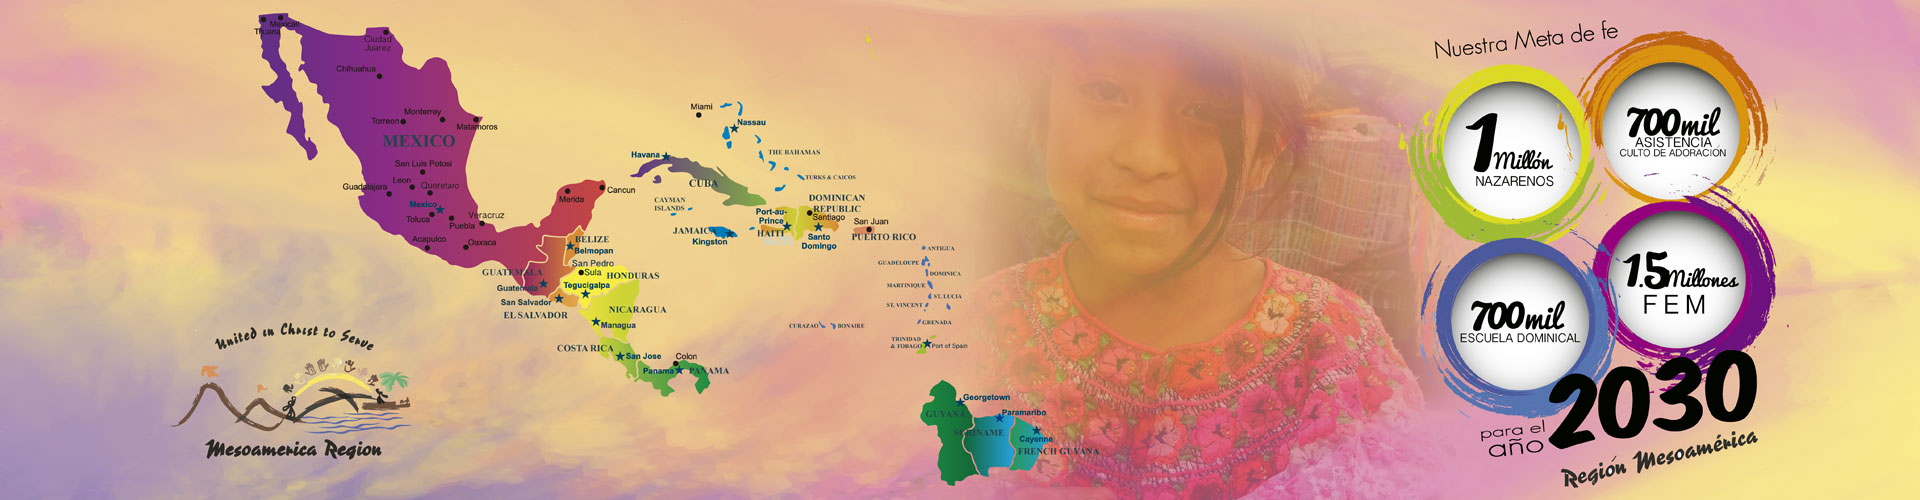 Tijuana
Mexicali
Ciudad
Juarez
Chihuahua
Monterrey
Torreon
Matamoros
MEXICO
San Luis Potosi
Leon
Queretaro
Guadalajara
Mexico
Toluca
Veracruz
Puebla
Acapulco
Oaxaca
Merida
Cancun
BELIZE
Belmopan
GUATEMALA
Guatemala
San Pedro
Sula
HONDURAS
Tegucigalpa
San Salvador
EL SALVADOR
NICARAGUA
Managua
COSTA RICA
San Jose
Colon
Panama
PANAMA
Miami
Nassau
THE BAHAMAS
Havana
CUBA
TURKS & CAICOS
CAYMAN
ISLANDS
JAMAICA
Kingston
Port-au-
Prince
HAITI
DOMINICAN
REPUBLIC
Santiago
Santo
Domingo
San Juan
PUERTO RICO
ANTIGUA
GUADELOUPE
DOMINICA
MARTINIQUE
ST. LUCIA
ST. VINCENT
GRENADA
CURAZAO
BONAIRE
TRINIDAD
& TOBAGO
Port of Spain
Georgetown
GUYANA
Paramaribo
SURINAME
Cayenne
FRENCH GUYANA
United in Christ to Serve
Mesoamerica Region
Nuestra Meta de fe
1 Millón
NAZARENOS
700mil
ASISTENCIA
CULTO DE ADORACIÓN
700mil
ESCUELA DOMINICAL
1.5 Millones
FEM
para el
año 2030
Región Mesoamérica